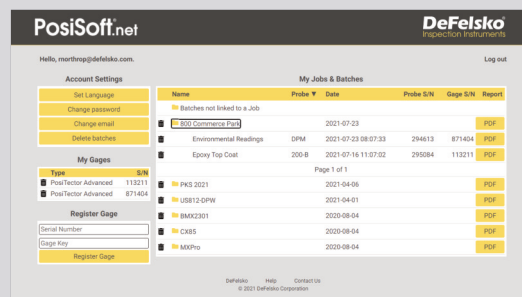 PosiSoft.net
DeFelsko®
Inspection Instruments
Hello, rnorthrop@defelsko.com.
Log out
Account Settings
Set Language
Change password
Change email
Delete batches
My Gages
Type S/N
PosiTector Advanced 113211
PosiTector Advanced 871404
Register Gage
Serial Number
Gage Key
Register Gage
My Jobs & Batches
Name Probe ▼ Date Probe S/N Gage S/N Report
Batches not linked to a Job
800 Commerce Park 2021-07-23 PDF
Environmental Readings DPM 2021-07-23 08:07:33 294613 871404 PDF
Epoxy Top Coat 200-B 2021-07-16 11:07:02 295084 113211 PDF
Page 1 of 1
PKS 2021 2021-04-06 PDF
US812-DPW 2021-04-01 PDF
BMX2301 2020-08-04 PDF
CX85 2020-08-04 PDF
MXPro 2020-08-04 PDF
DeFelsko Help Contact Us
© 2021 DeFelsko Corporation